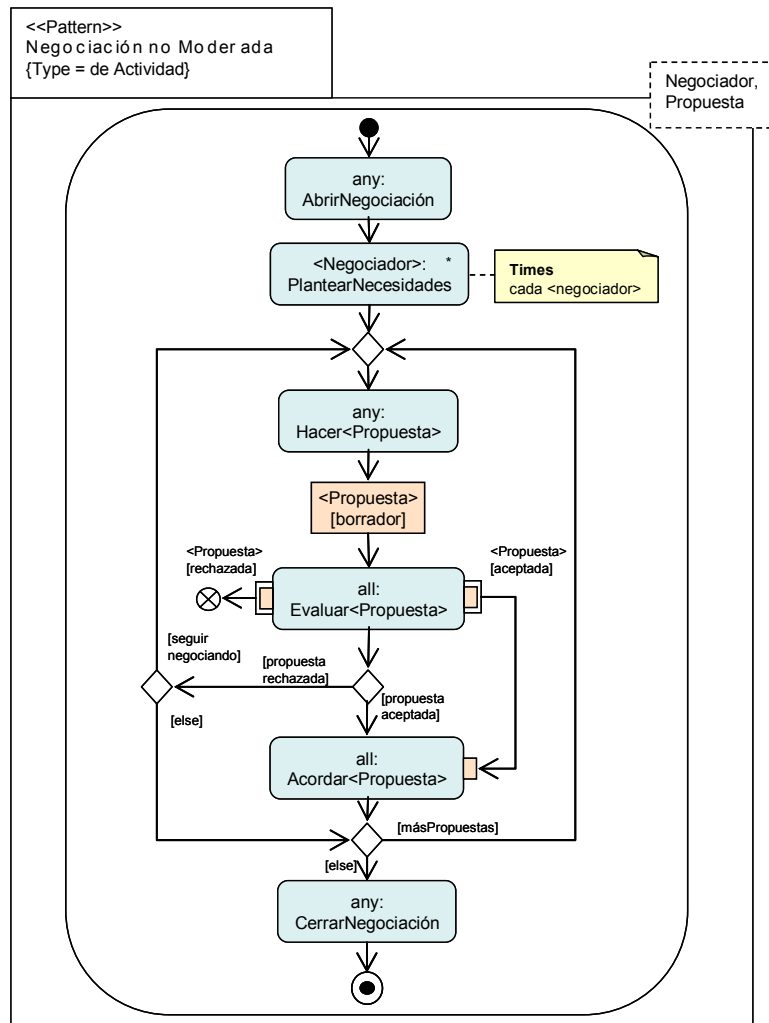 <<Pattern>>
Negociación no Moderada
{Type = de Actividad}
Negociador,
Propuesta
any:
AbrirNegociación
<Negociador>: *
PlantearNecesidades
Times
cada <negociador>
any:
Hacer<Propuesta>
<Propuesta>
[borrador]
<Propuesta>
[rechazada]
<Propuesta>
[aceptada]
all:
Evaluar<Propuesta>
[seguir
negociando]
[propuesta
rechazada]
[propuesta
aceptada]
[else]
all:
Acordar<Propuesta>
[másPropuestas]
[else]
any:
CerrarNegociación